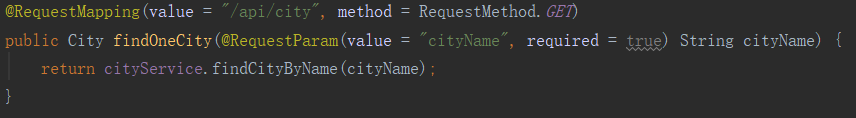 @RequestMapping(value = "/api/city", method = RequestMethod.GET)
public City findOneCity(@RequestParam(value = "cityName", required = true) String cityName) {
    return cityService.findCityByName(cityName);
}